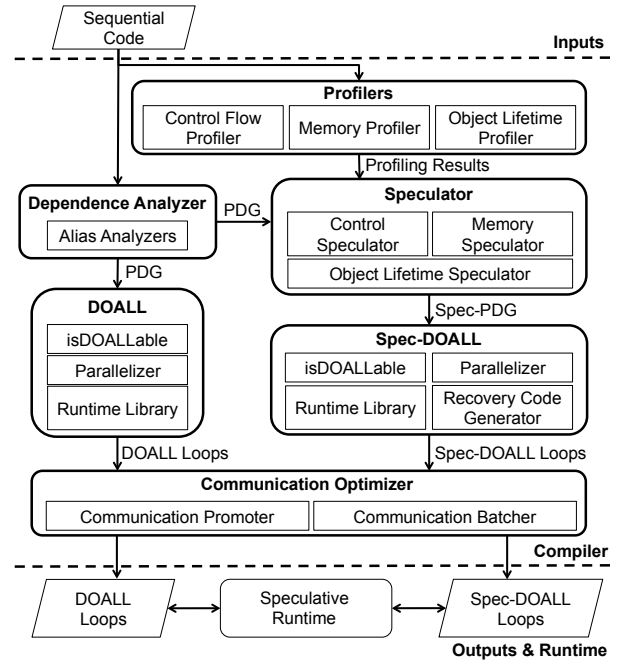 Sequential
Code
Inputs
Profilers
Control Flow
Profiler
Memory Profiler
Object Lifetime
Profiler
Profiling Results
Dependence Analyzer
Alias Analyzers
PDG
Speculator
Control
Speculator
Memory
Speculator
Object Lifetime Speculator
PDG
Spec-PDG
DOALL
isDOALLable
Parallelizer
Runtime Library
Spec-DOALL
isDOALLable
Parallelizer
Runtime Library
Recovery Code
Generator
DOALL Loops
Spec-DOALL Loops
Communication Optimizer
Communication Promoter
Communication Batcher
Compiler
DOALL
Loops
Speculative
Runtime
Spec-DOALL
Loops
Outputs & Runtime